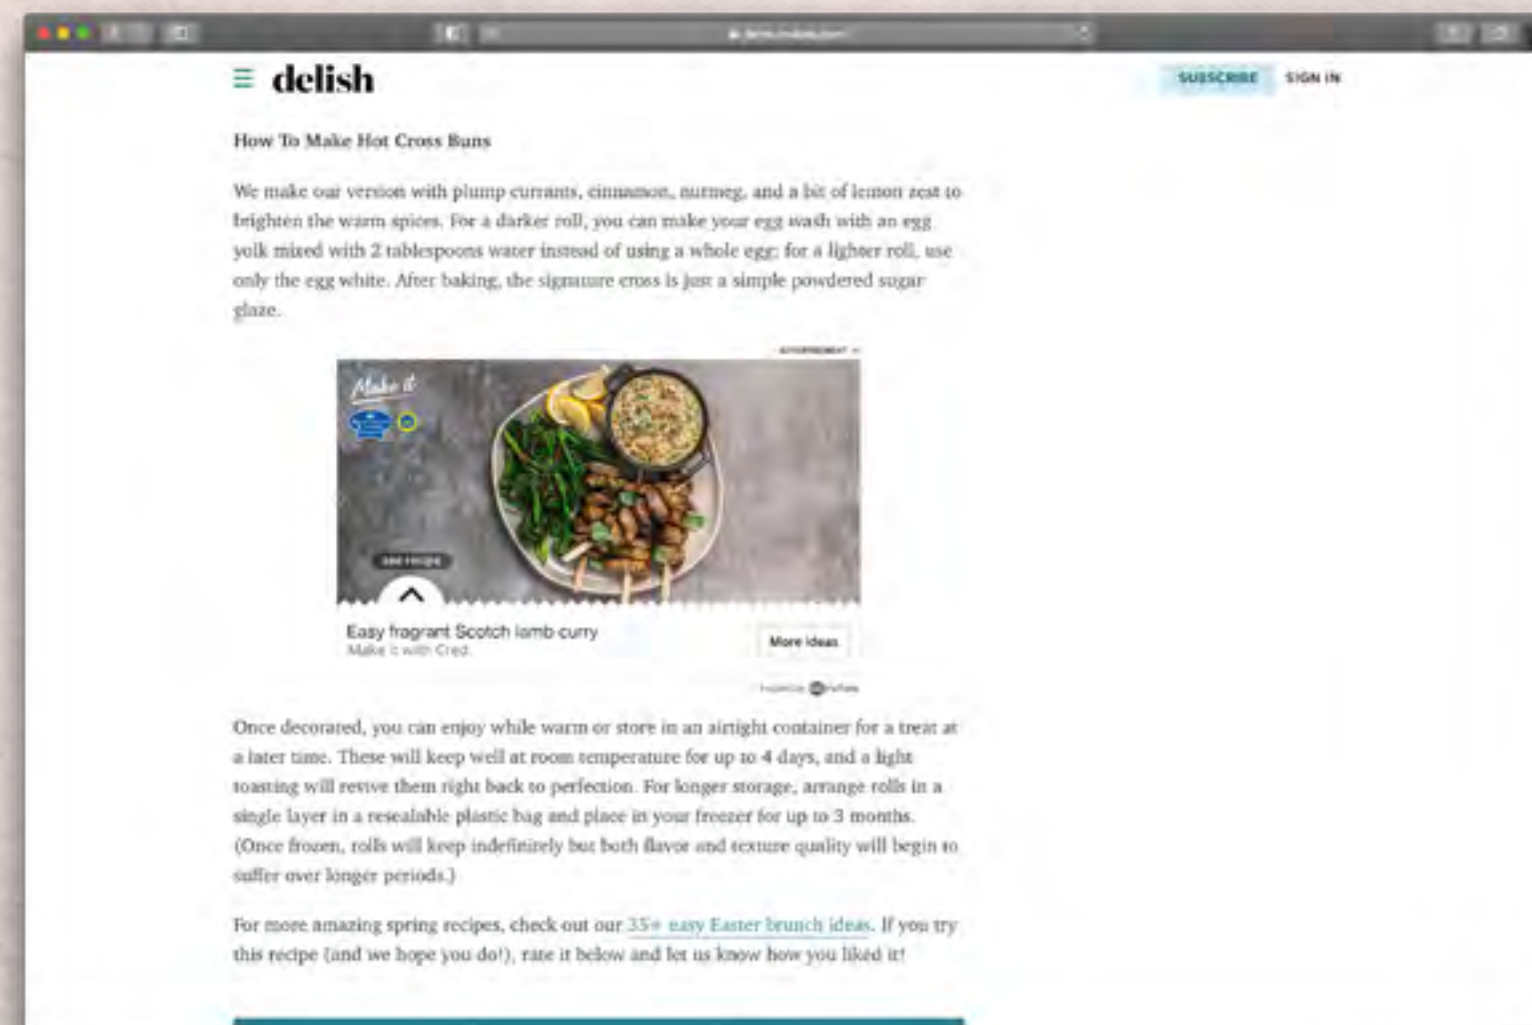 delish
SUBSCRIBE
SIGN IN
How To Make Hot Cross Buns
We make our version with plump currants, cinnamon, nutmeg, and a bit of lemon zest to
brighten the warm spices. For a darker roll, you can make your egg wash with an egg
yolk mixed with 2 tablespoons water instead of using a whole egg; for a lighter roll, use
only the egg white. After baking, the signature cross is just a simple powdered sugar
glaze.
ADVERTISEMENT
Make it
see recipe
Easy fragrant Scotch lamb curry
Make it with Cred.
More ideas
Once decorated, you can enjoy while warm or store in an airtight container for a treat at
a later time. These will keep well at room temperature for up to 4 days, and a light
toasting will revive them right back to perfection. For longer storage, arrange rolls in a
single layer in a resealable plastic bag and place in your freezer for up to 3 months.
(Once frozen, rolls will keep indefinitely but both flavor and texture quality will begin to
suffer over longer periods.)
For more amazing spring recipes, check out our 35+ easy Easter brunch ideas. If you try
this recipe (and we hope you do!), rate it below and let us know how you liked it!